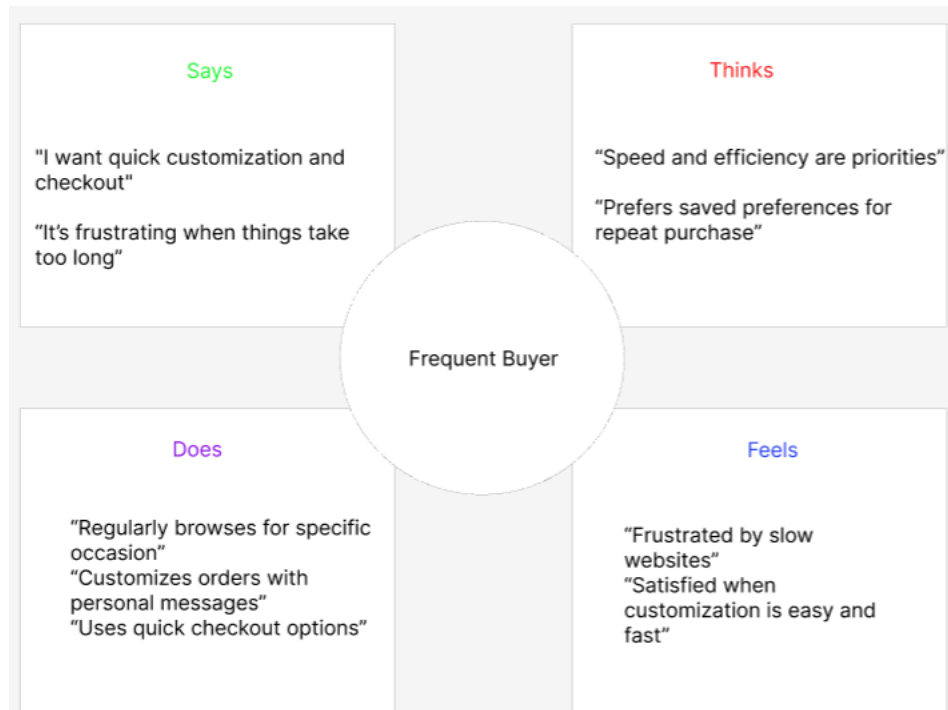 Says
"I want quick customization and
checkout"
“It’s frustrating when things take
too long”
Thinks
“Speed and efficiency are priorities”
“Prefers saved preferences for
repeat purchase”
Frequent Buyer
Does
“Regularly browses for specific
occasion”
“Customizes orders with
personal messages”
“Uses quick checkout options”
Feels
“Frustrated by slow
websites”
“Satisfied when
customization is easy and
fast”